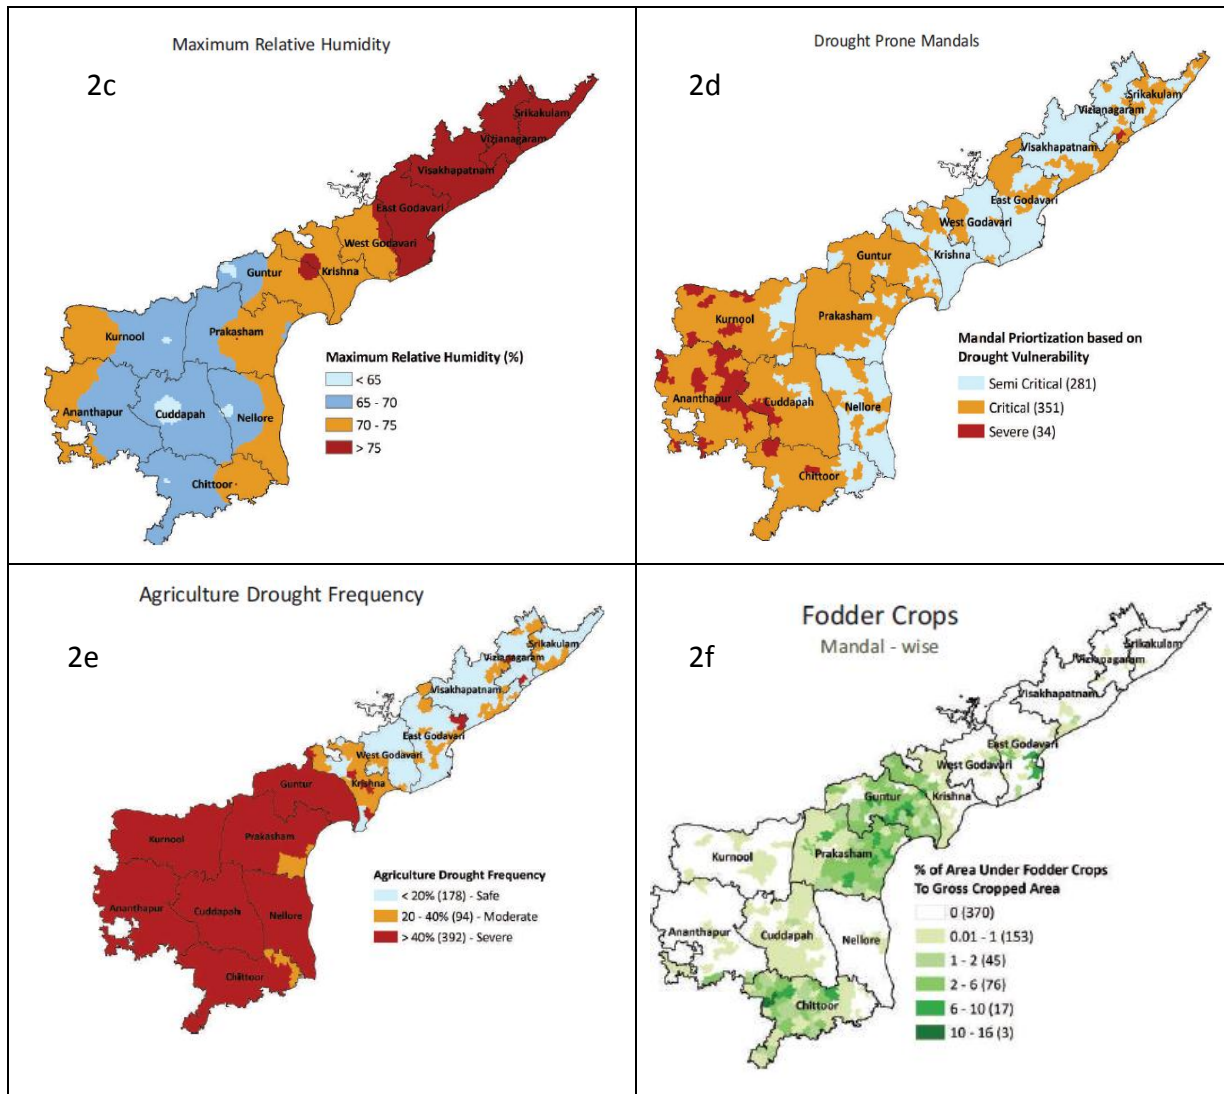 Maximum Relative Humidity
2c
Srikakulam
Vizianagaram
Visakhapatnam
East Godavari
West Godavari
Krishna
Guntur
Prakasham
Kurnool
Ananthapur
Cuddapah
Nellore
Chittoor
Maximum Relative Humidity (%)
< 65
65 - 70
70 - 75
> 75
Drought Prone Mandals
2d
Srikakulam
Vizianagaram
Visakhapatnam
East Godavari
West Godavari
Krishna
Guntur
Prakasham
Kurnool
Ananthapur
Cuddapah
Nellore
Chittoor
Mandal Priortization based on
Drought Vulnerability
Semi Critical (281)
Critical (351)
Severe (34)
Agriculture Drought Frequency
2e
Srikakulam
Vizianagaram
Visakhapatnam
East Godavari
West Godavari
Krishna
Guntur
Prakasham
Kurnool
Ananthapur
Cuddapah
Nellore
Chittoor
Agriculture Drought Frequency
< 20% (178) - Safe
20 - 40% (94) - Moderate
> 40% (392) - Severe
Fodder Crops
Mandal - wise
2f
Srikakulam
Vizianagaram
Visakhapatnam
East Godavari
West Godavari
Krishna
Guntur
Prakasham
Kurnool
Ananthapur
Cuddapah
Nellore
Chittoor
% of Area Under Fodder Crops
To Gross Cropped Area
0 (370)
0.01 - 1 (153)
1 - 2 (45)
2 - 6 (76)
6 - 10 (17)
10 - 16 (3)